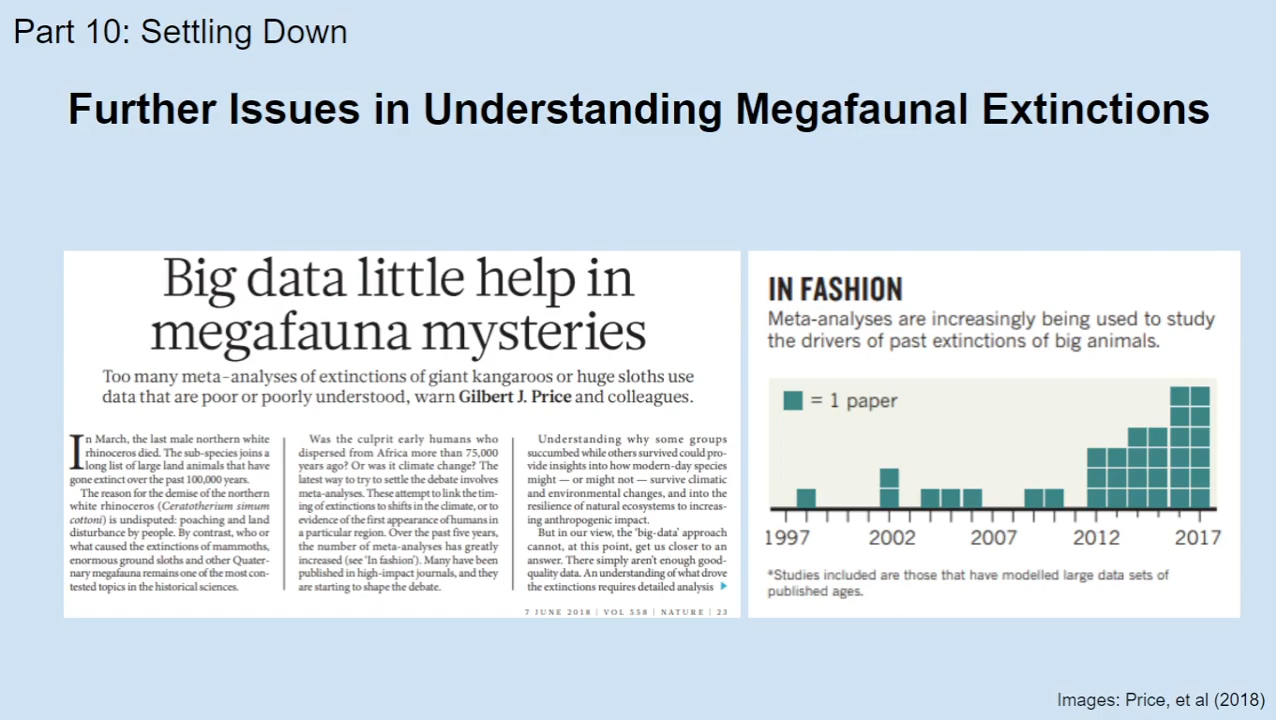 Part 10: Settling Down
Further Issues in Understanding Megafaunal Extinctions
Big data little help in
megafauna mysteries
Too many meta-analyses of extinctions of giant kangaroos or huge sloths use
data that are poor or poorly understood, warn Gilbert J. Price and colleagues.
In March, the last male northern white
rhinoceros died. The sub-species joins a
long list of large land animals that have
gone extinct over the past 100,000 years.
The reason for the demise of the northern
white rhinoceros (Ceratotherium simum
cottoni) is undisputed: poaching and land
disturbance by people. By contrast, who or
what caused the extinctions of mammoths,
enormous ground sloths and other Quater-
nary megafauna remains one of the most con-
tested topics in the historical sciences.
Was the culprit early humans who
dispersed from Africa more than 75,000
years ago? Or was it climate change? The
latest way to try to settle the debate involves
meta-analyses. These attempt to link the tim-
ing of extinctions to shifts in the climate, or to
evidence of the first appearance of humans in
a particular region. Over the past five years,
the number of meta-analyses has greatly
increased (see 'In fashion'). Many have been
published in high-impact journals, and they
are starting to shape the debate.
Understanding why some groups
succumbed while others survived could pro-
vide insights into how modern-day species
might — or might not — survive climatic
and environmental changes, and into the
resilience of natural ecosystems to increas-
ing anthropogenic impact.
But in our view, the 'big-data' approach
cannot, at this point, get us closer to an
answer. There simply aren't enough good-
quality data. An understanding of what drove
the extinctions requires detailed analysis
7 JUNE 2018 | VOL 558 | NATURE | 23
IN FASHION
Meta-analyses are increasingly being used to study
the drivers of past extinctions of big animals.
= 1 paper
1997 2002 2007 2012 2017
*Studies included are those that have modelled large data sets of
published ages.
Images: Price, et al (2018)